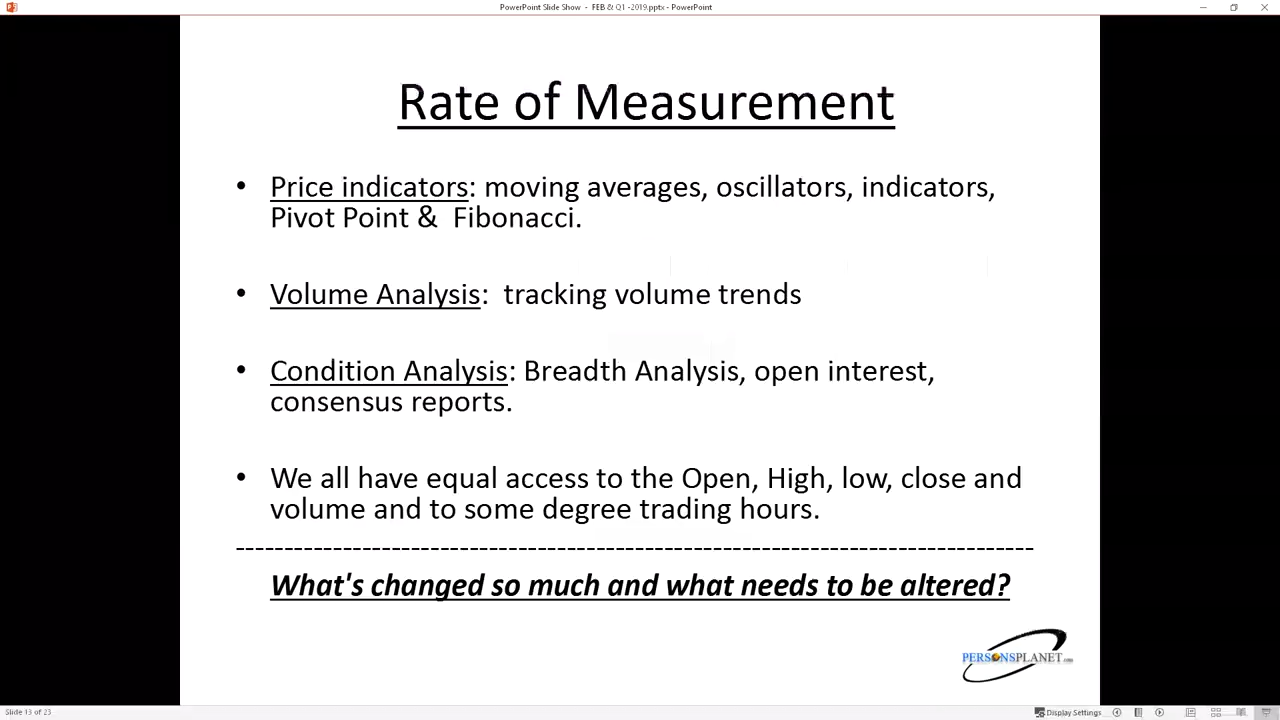 PowerPoint Slide Show - FEB & Q1 -2019.pptx - PowerPoint
Rate of Measurement
• Price indicators: moving averages, oscillators, indicators,
Pivot Point & Fibonacci.
• Volume Analysis: tracking volume trends
• Condition Analysis: Breadth Analysis, open interest,
consensus reports.
• We all have equal access to the Open, High, low, close and
volume and to some degree trading hours.
--------------------------------------------------------------------------------
What's changed so much and what needs to be altered?
PERSONSPLANET.com
Slide 13 of 23
Display Settings